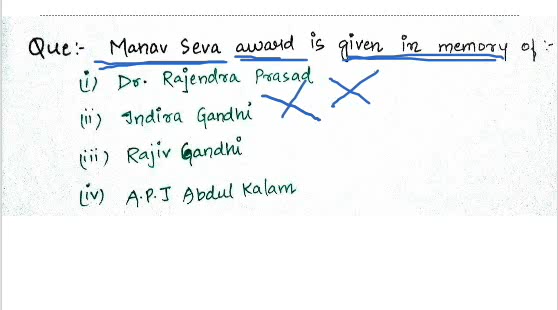 Que:- Manav Seva award is given in memory of :-
(i) Dr. Rajendra Prasad
(ii) Indira Gandhi
(iii) Rajiv Gandhi
(iv) A.P.J Abdul Kalam